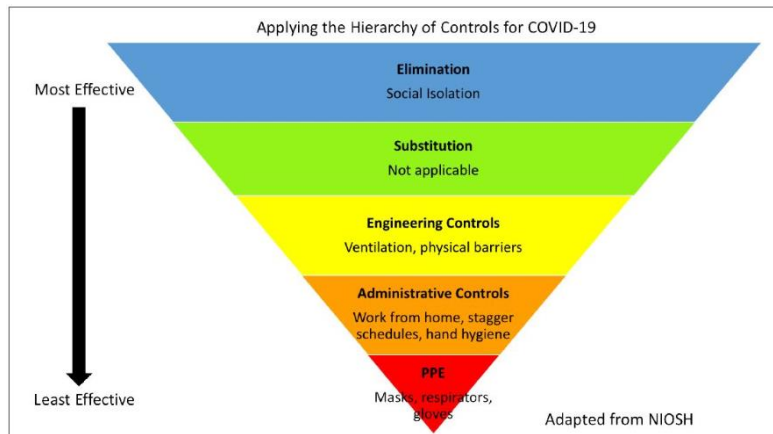 Applying the Hierarchy of Controls for COVID-19
Most Effective
Elimination
Social Isolation
Substitution
Not applicable
Engineering Controls
Ventilation, physical barriers
Administrative Controls
Work from home, stagger
schedules, hand hygiene
PPE
Masks, respirators,
gloves
Least Effective
Adapted from NIOSH